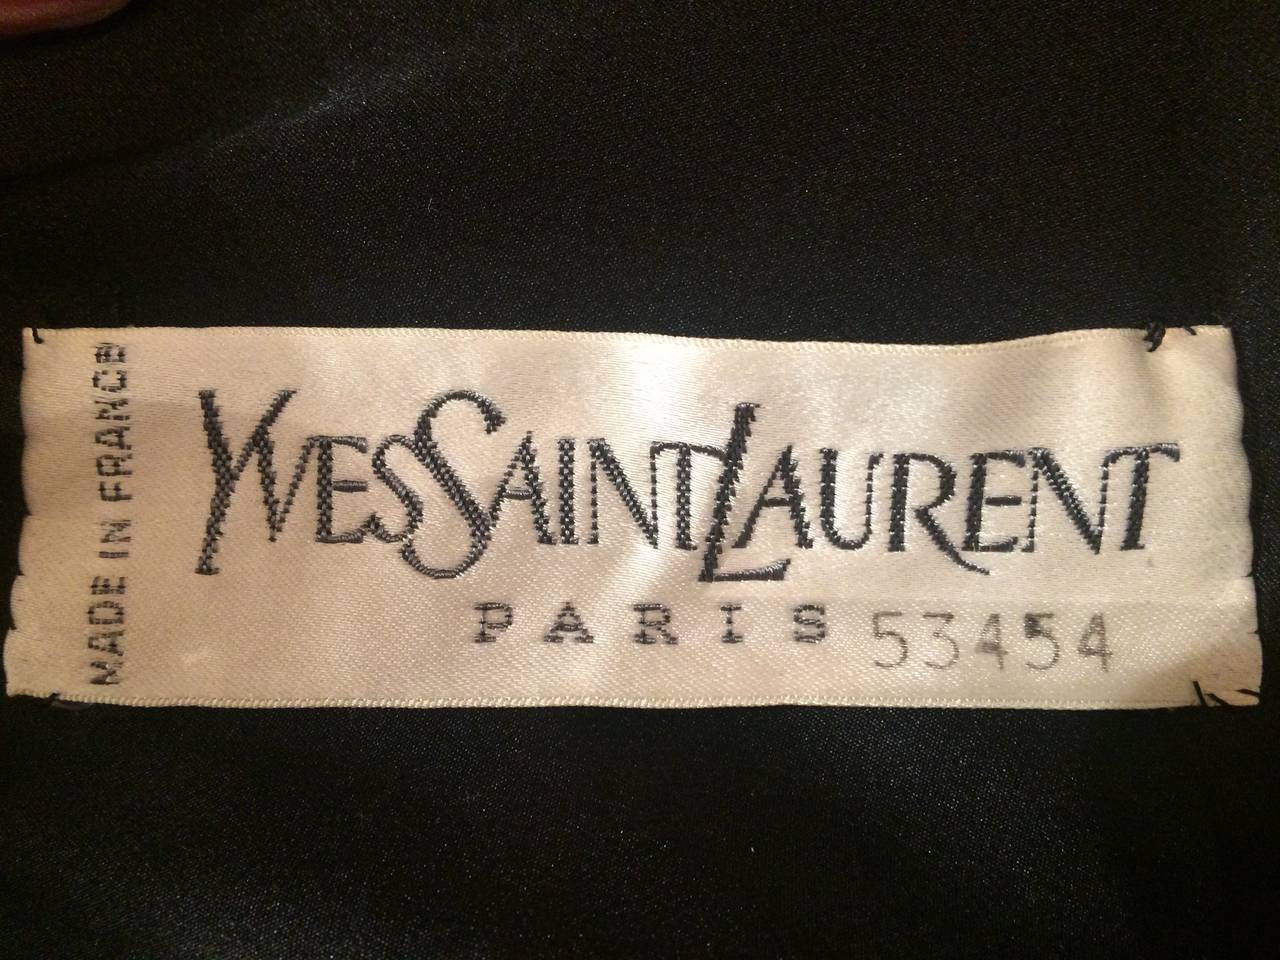 MADE IN FRANCE
YVESSAINTLAURENT
PARIS 53454